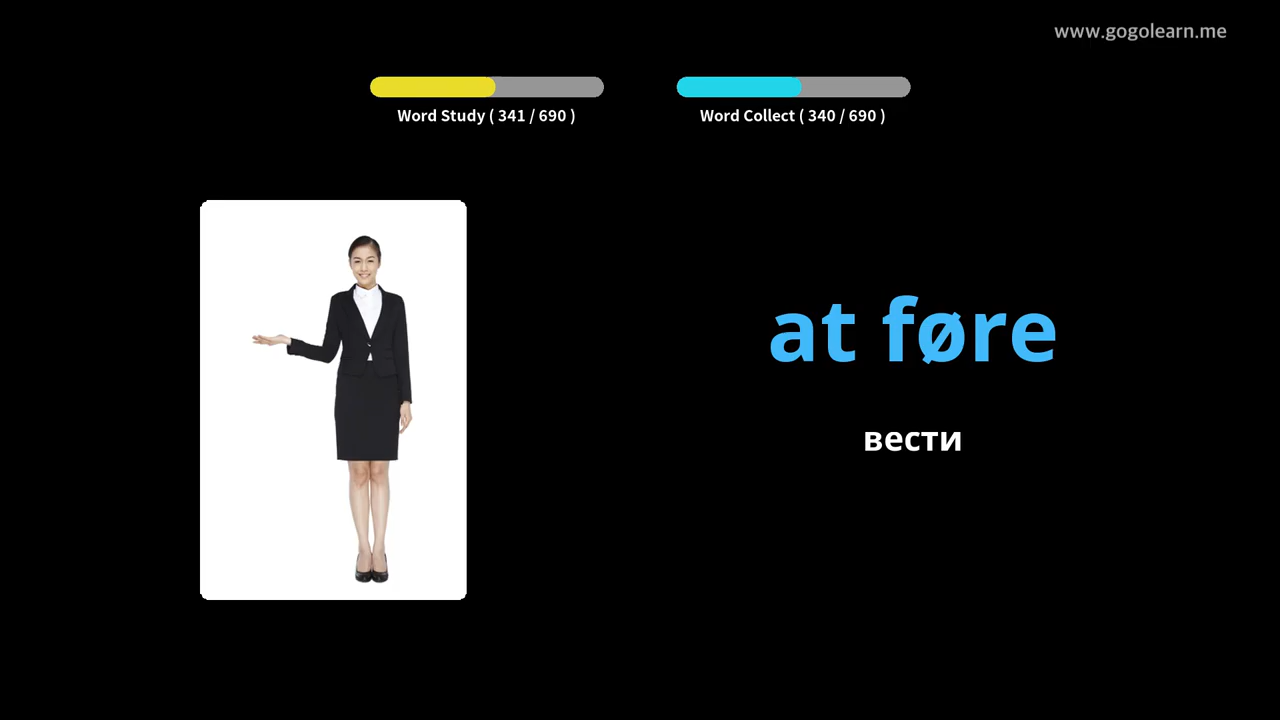 www.gogolearn.me
Word Study ( 341 / 690 )
Word Collect ( 340 / 690 )
at føre
вести